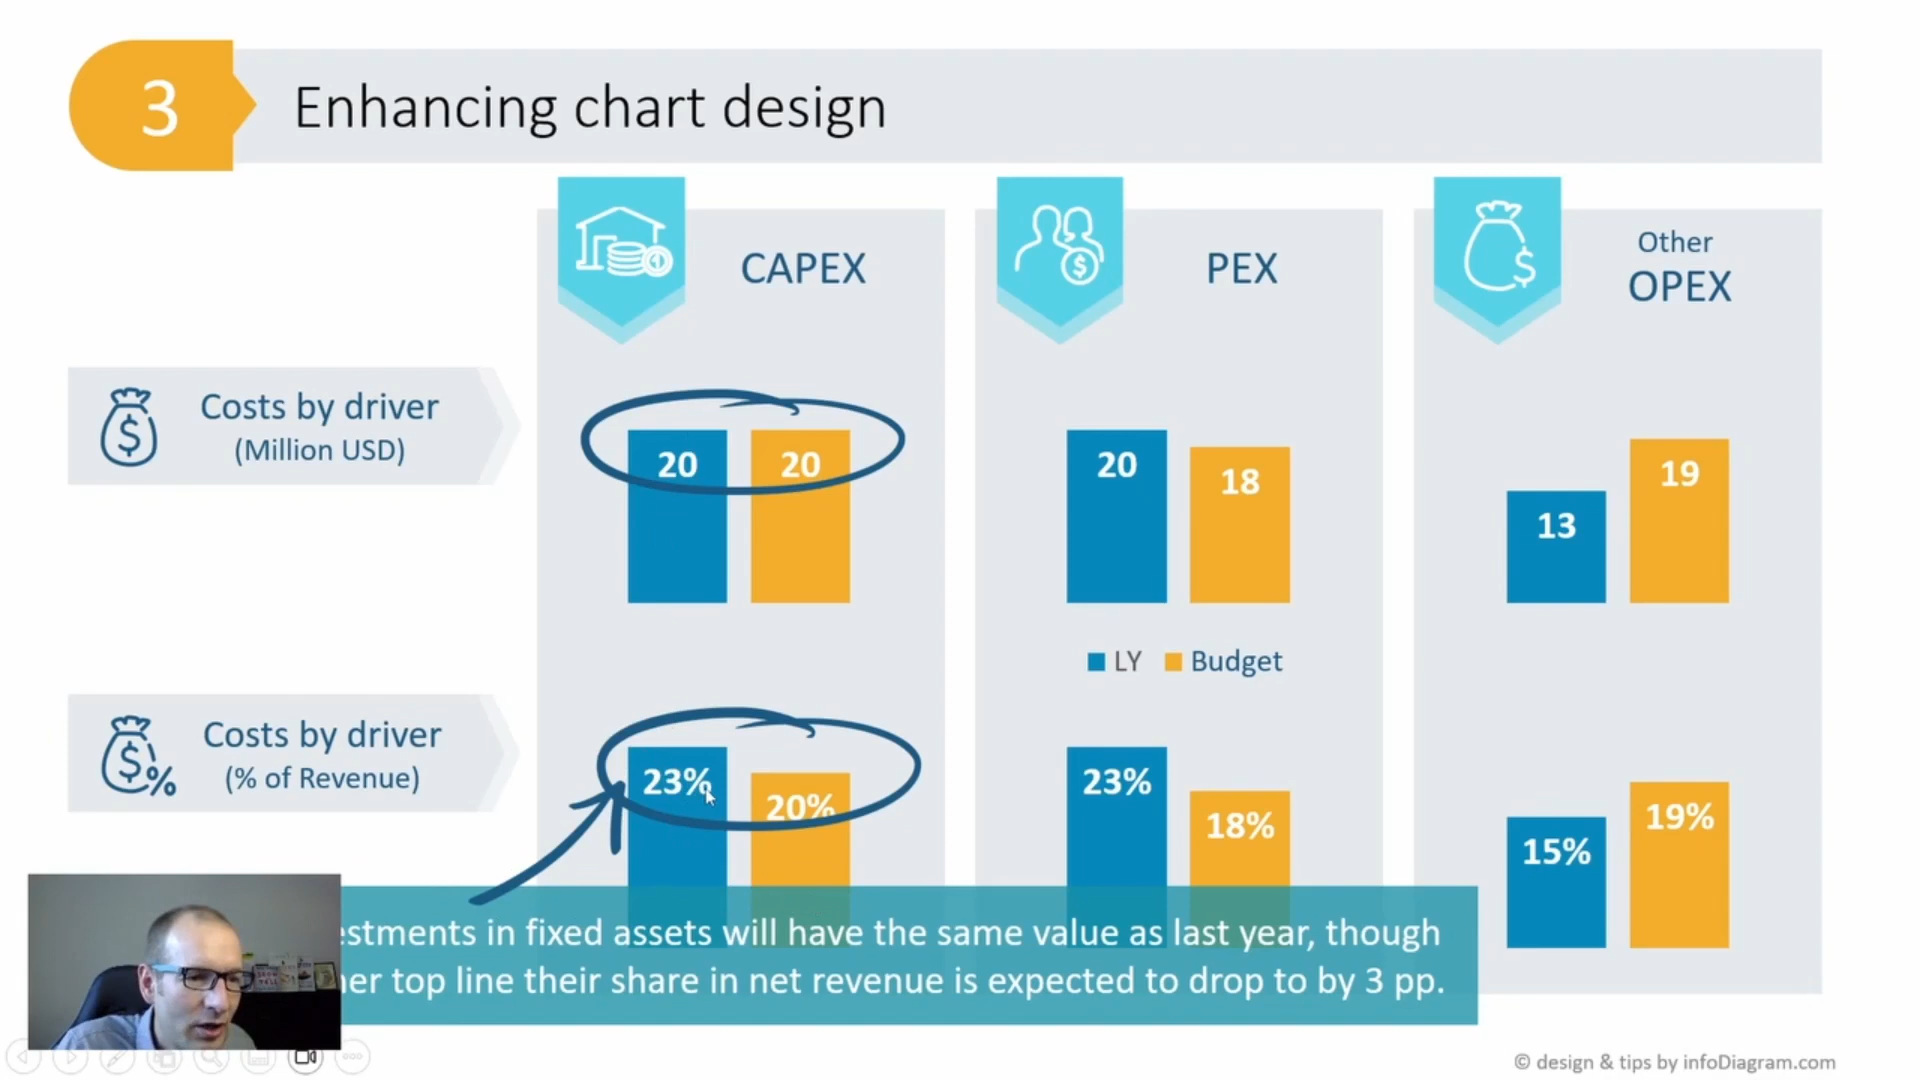 3
Enhancing chart design
CAPEX
PEX
Other
OPEX
Costs by driver
(Million USD)
20
20
20
18
13
19
LY
Budget
Costs by driver
(% of Revenue)
23%
20%
23%
18%
15%
19%
estments in fixed assets will have the same value as last year, though
ner top line their share in net revenue is expected to drop to by 3 pp.
© design & tips by infoDiagram.com